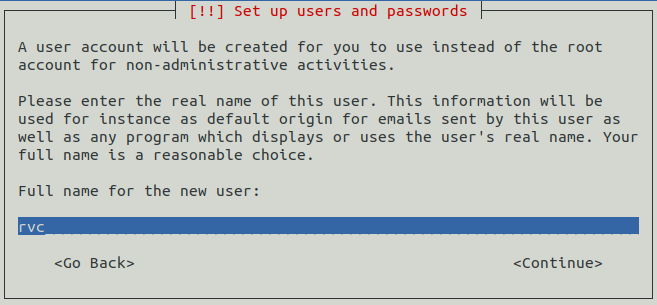 [!!] Set up users and passwords
A user account will be created for you to use instead of the root
account for non-administrative activities.
Please enter the real name of this user. This information will be
used for instance as default origin for emails sent by this user as
well as any program which displays or uses the user's real name. Your
full name is a reasonable choice.
Full name for the new user:
rvc
<Go Back> <Continue>